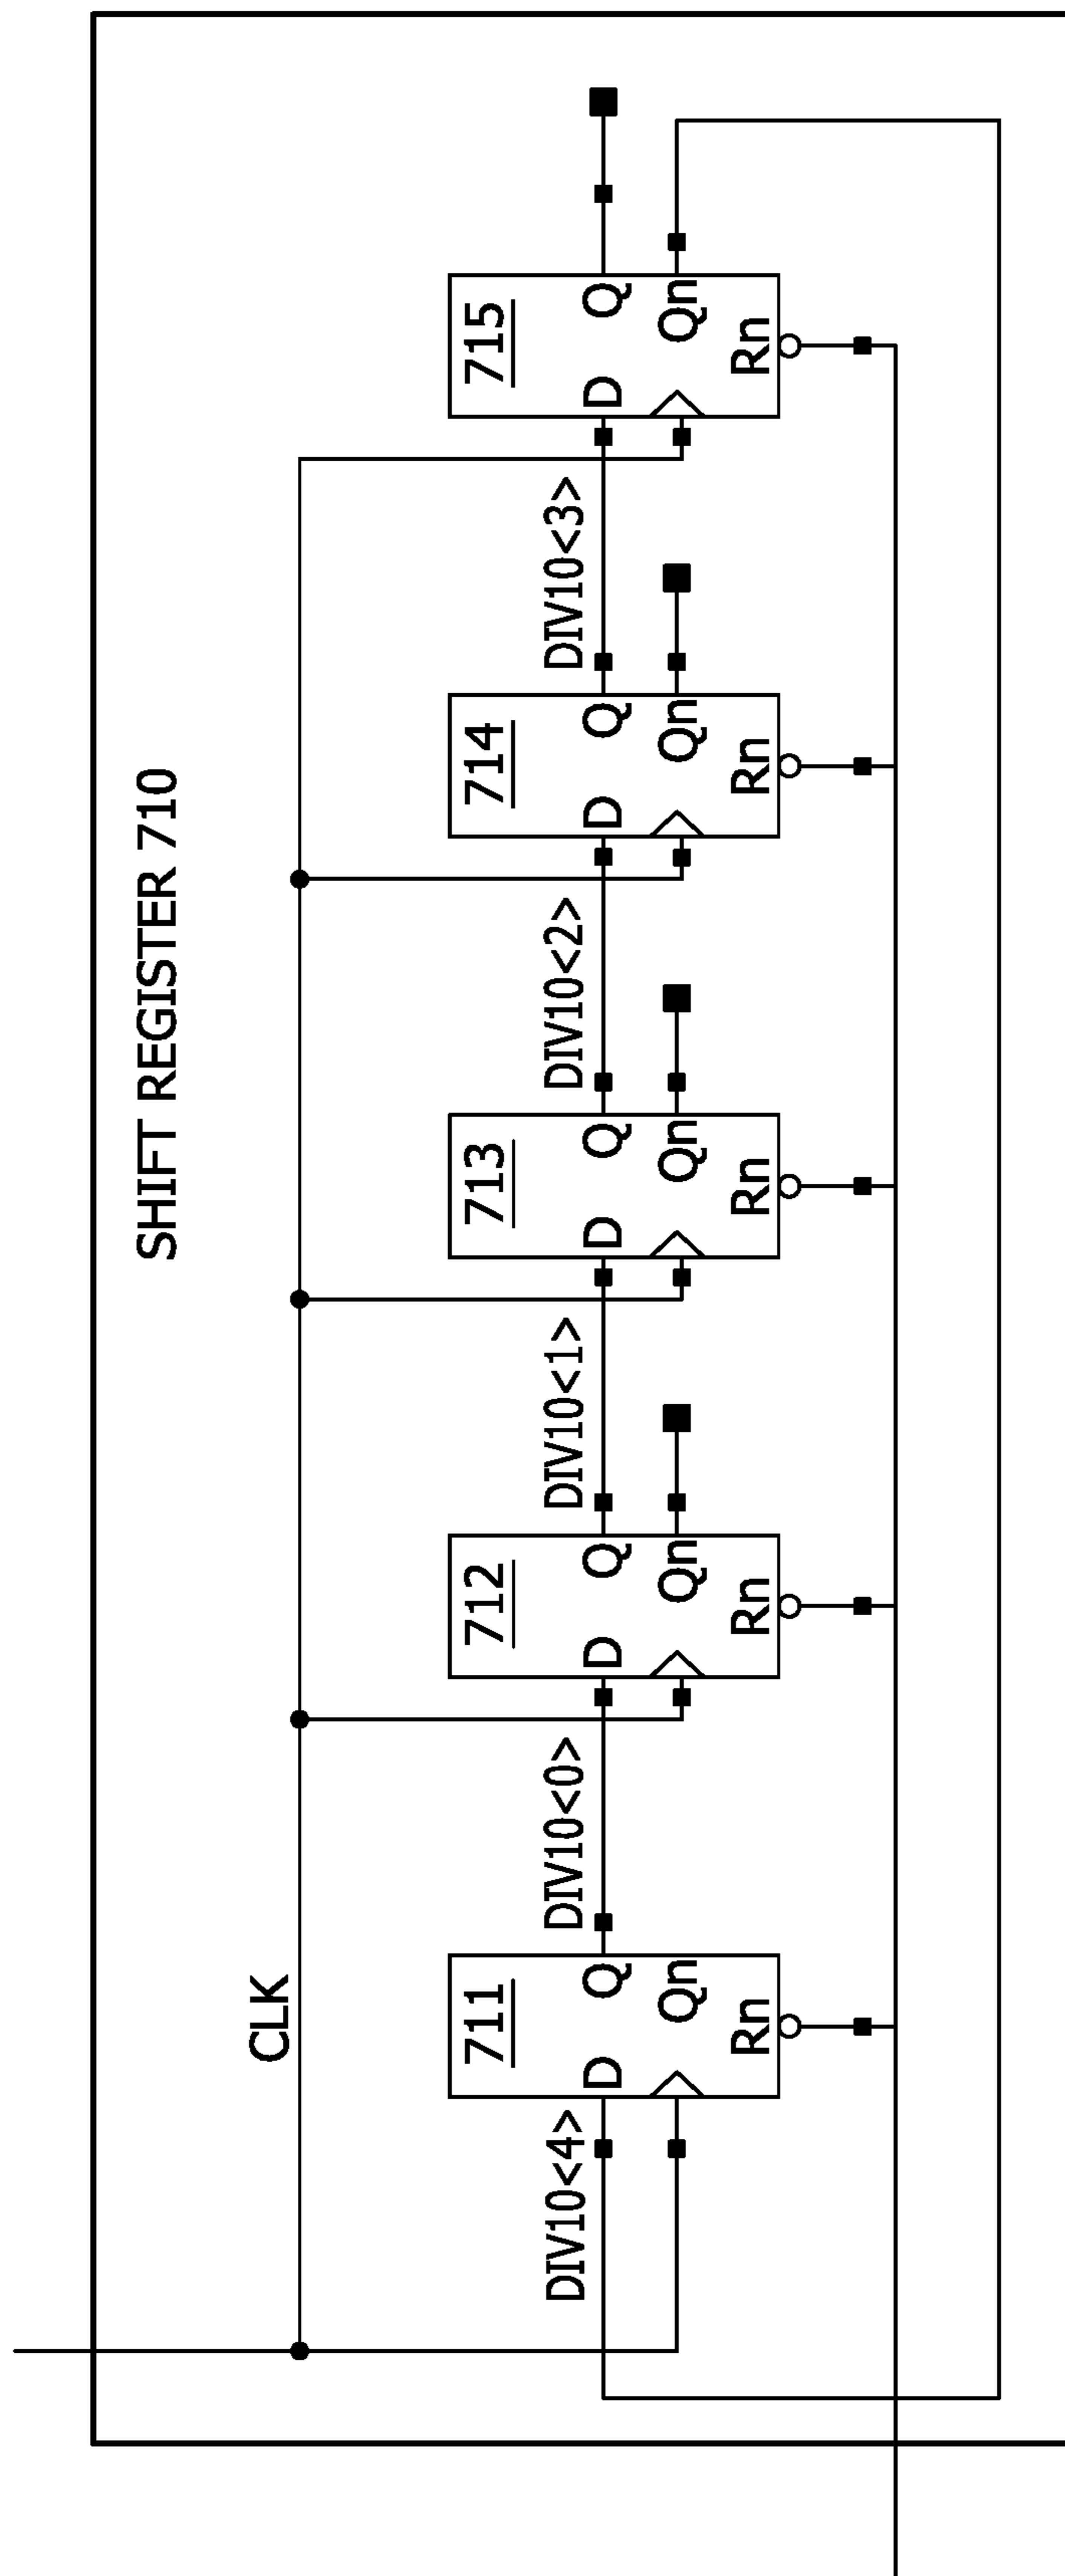 SHIFT REGISTER 710
CLK
DIV10<4>
711
D
Q
Qn
Rn
DIV10<0>
712
D
Q
Qn
Rn
DIV10<1>
713
D
Q
Qn
Rn
DIV10<2>
714
D
Q
Qn
Rn
DIV10<3>
715
D
Q
Qn
Rn